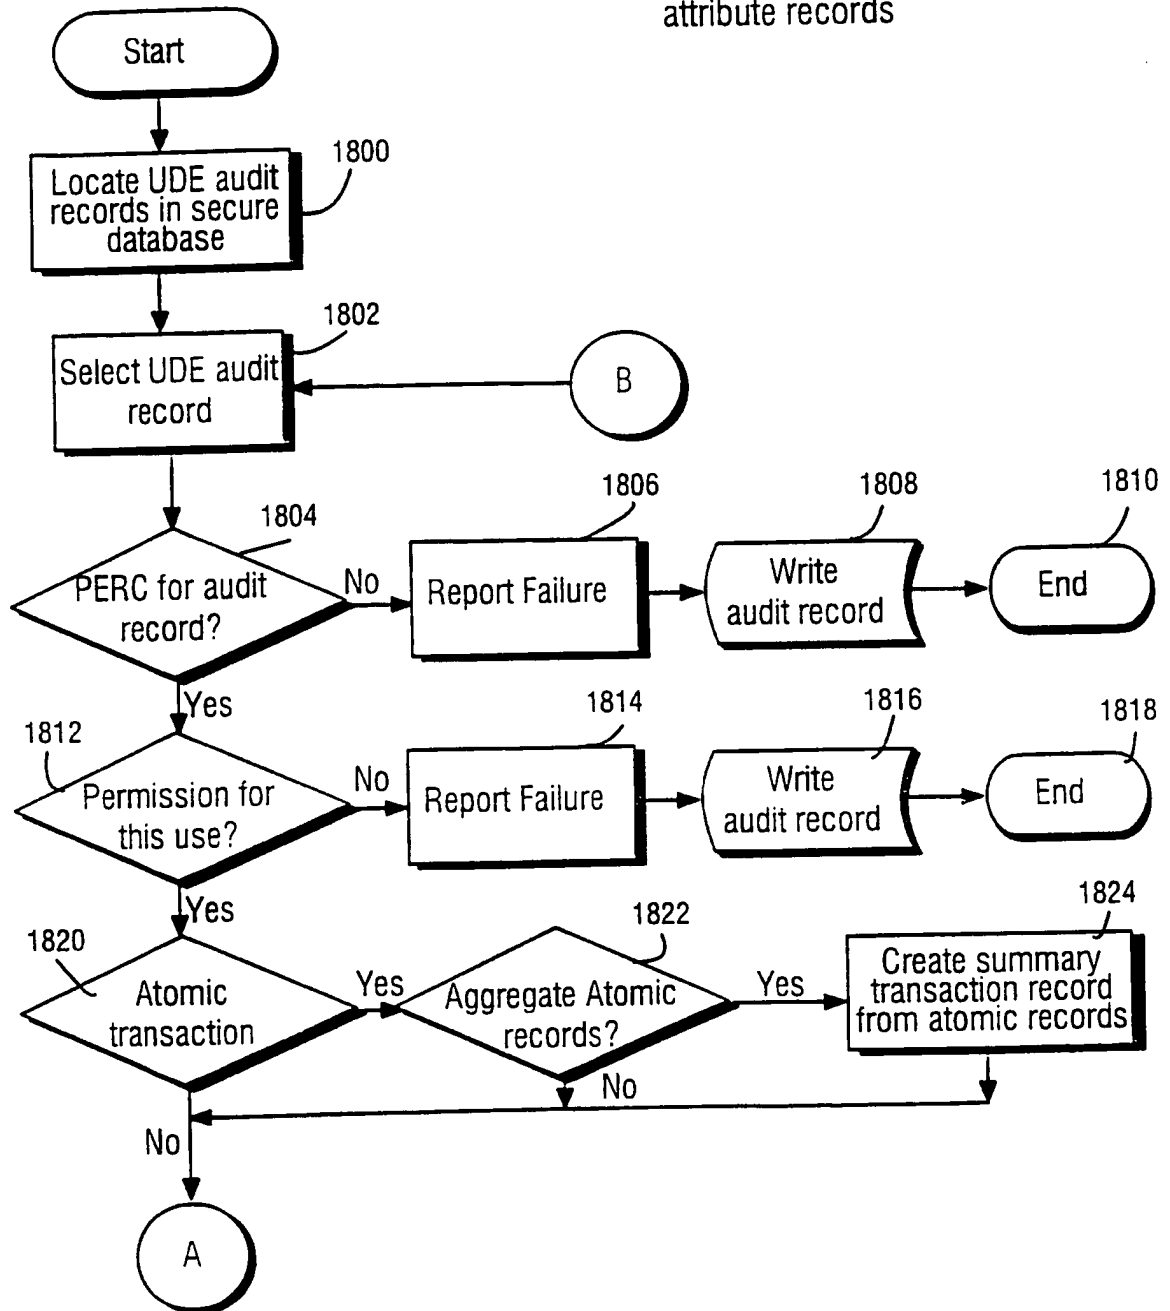 attribute records
Start
1800
Locate UDE audit
records in secure
database
1802
Select UDE audit
record
B
1804
PERC for audit
record?
No
1806
Report Failure
1808
Write
audit record
1810
End
Yes
1812
Permission for
this use?
No
1814
Report Failure
1816
Write
audit record
1818
End
Yes
1820
Atomic
transaction
Yes
1822
Aggregate Atomic
records?
Yes
1824
Create summary
transaction record
from atomic records
No
No
A